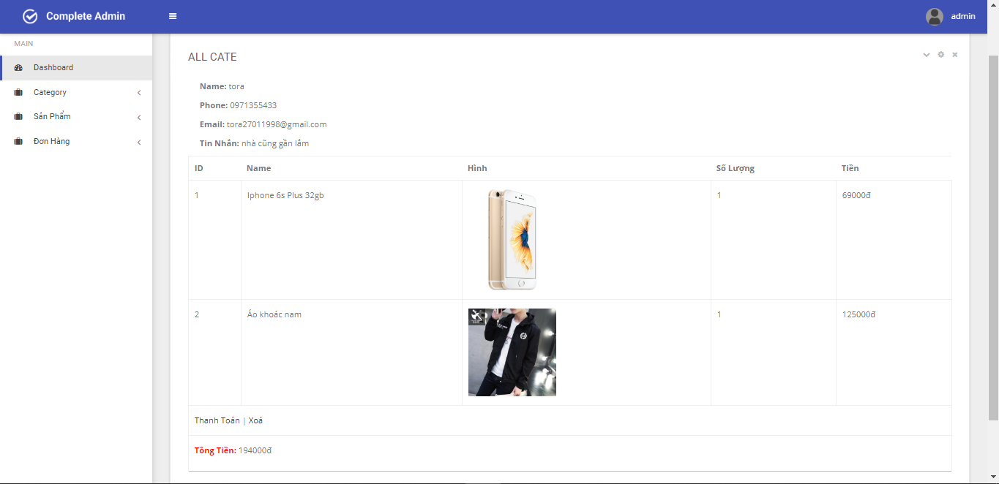 Complete Admin
admin
MAIN
Dashboard
Category
Sản Phẩm
Đơn Hàng
ALL CATE
Name: tora
Phone: 0971355433
Email: tora27011998@gmail.com
Tin Nhắn: nhà cũng gần lắm
ID Name Hình Số Lượng Tiền
1 Iphone 6s Plus 32gb 1 69000đ
2 Áo khoác nam 1 125000đ
Thanh Toán | Xoá
Tồng Tiền: 194000đ